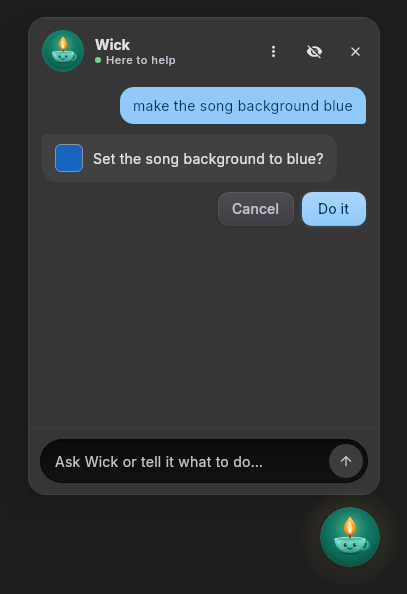 Wick
Here to help
make the song background blue
Set the song background to blue?
Cancel
Do it
Ask Wick or tell it what to do...